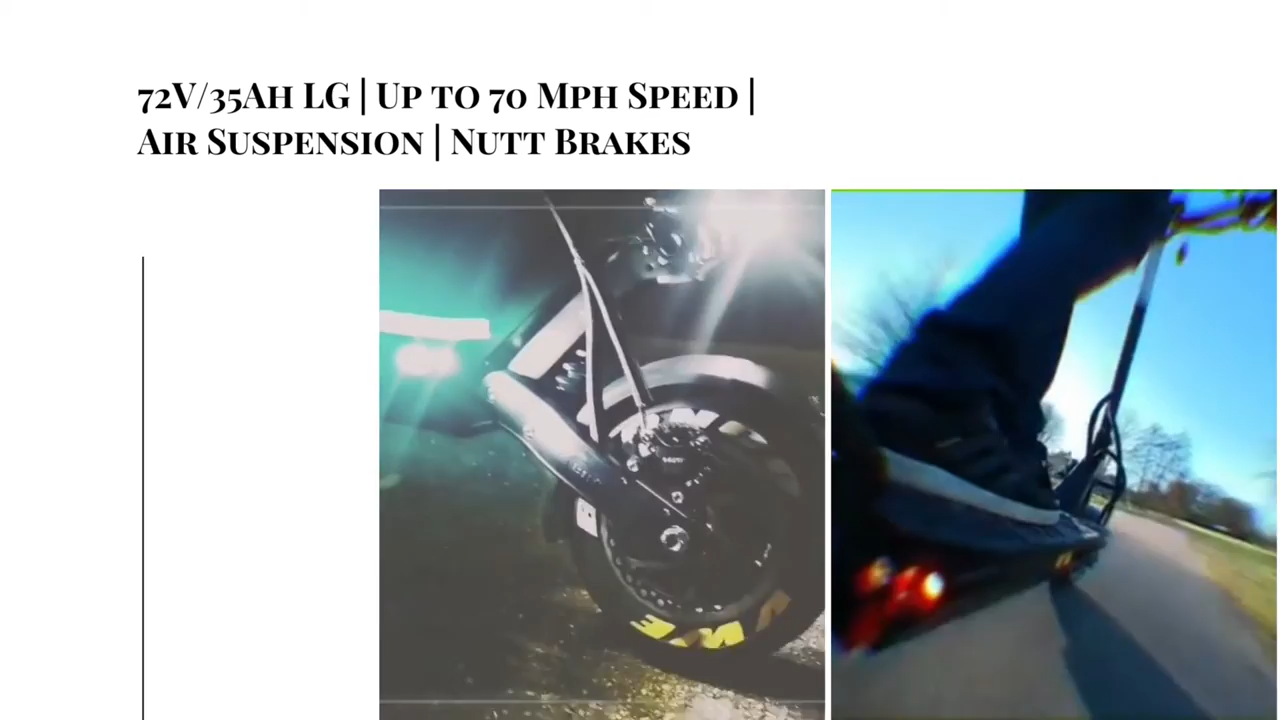 72V/35Ah LG | Up to 70 Mph Speed |
Air Suspension | Nutt Brakes